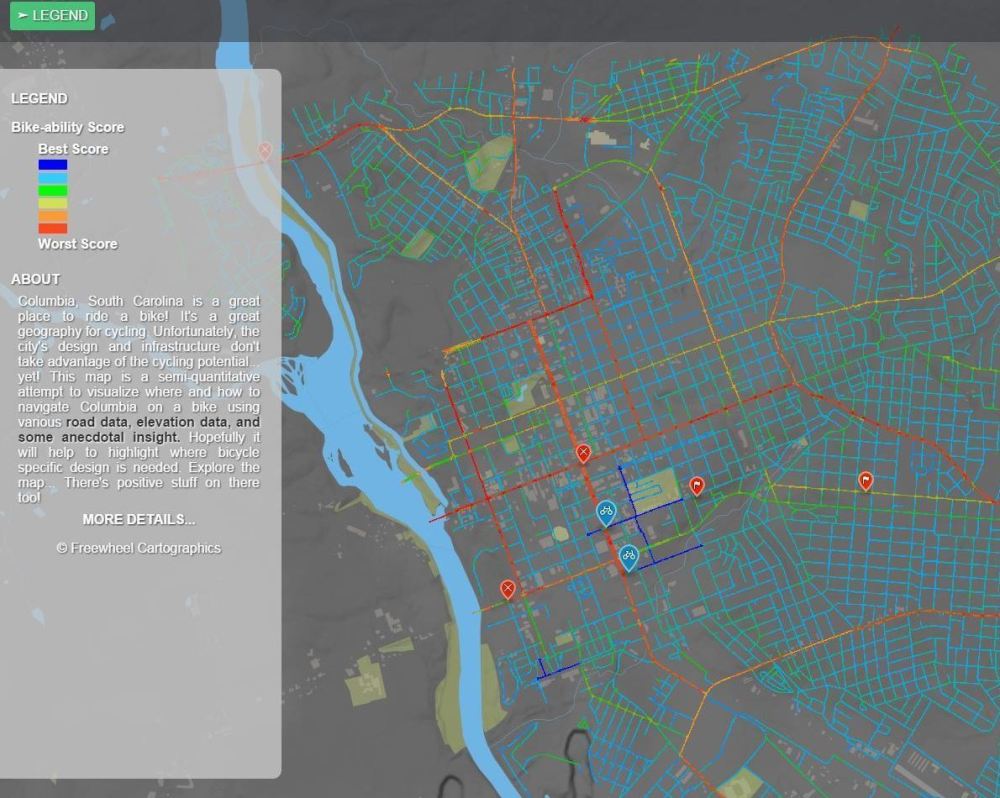 ➢ LEGEND
LEGEND
Bike-ability Score
Best Score
Worst Score
ABOUT
Columbia, South Carolina is a great
place to ride a bike! It's a great
geography for cycling. Unfortunately, the
city's design and infrastructure don't
take advantage of the cycling potential...
yet! This map is a semi-quantitative
attempt to visualize where and how to
navigate Columbia on a bike using
various road data, elevation data, and
some anecdotal insight. Hopefully it
will help to highlight where bicycle
specific design is needed. Explore the
map... There's positive stuff on there
too!
MORE DETAILS...
© Freewheel Cartographics